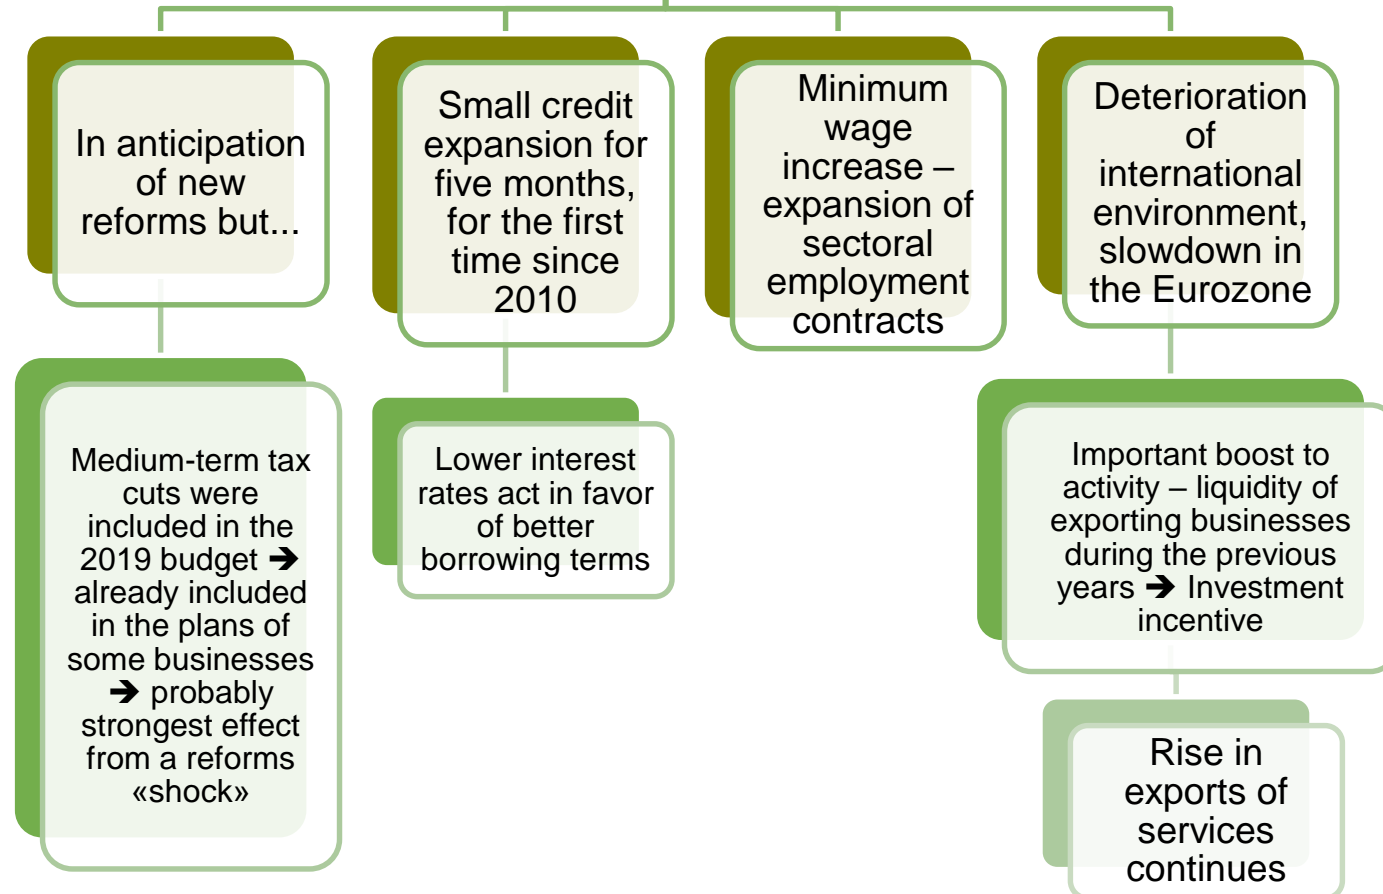 In anticipation
of new
reforms but...
Small credit
expansion for
five months,
for the first
time since
2010
Minimum
wage
increase –
expansion of
sectoral
employment
contracts
Deterioration
of
international
environment,
slowdown in
the Eurozone
Medium-term tax
cuts were
included in the
2019 budget ➔
already included
in the plans of
some businesses
➔ probably
strongest effect
from a reforms
«shock»
Lower interest
rates act in favor
of better
borrowing terms
Important boost to
activity – liquidity of
exporting businesses
during the previous
years ➔ Investment
incentive
Rise in
exports of
services
continues